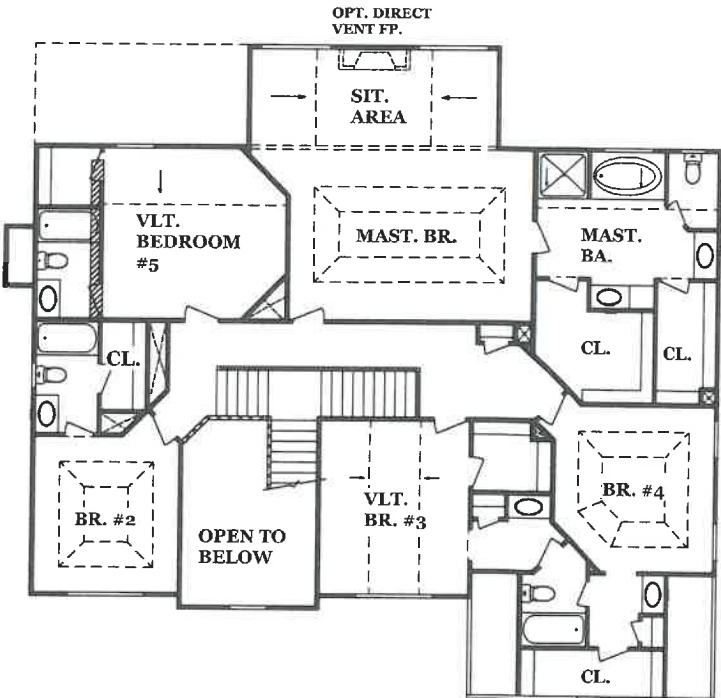 OPT. DIRECT
VENT FP.
SIT.
AREA
VLT.
BEDROOM
#5
MAST. BR.
MAST.
BA.
CL.
CL.
CL.
BR. #2
OPEN TO
BELOW
VLT.
BR. #3
BR. #4
CL.